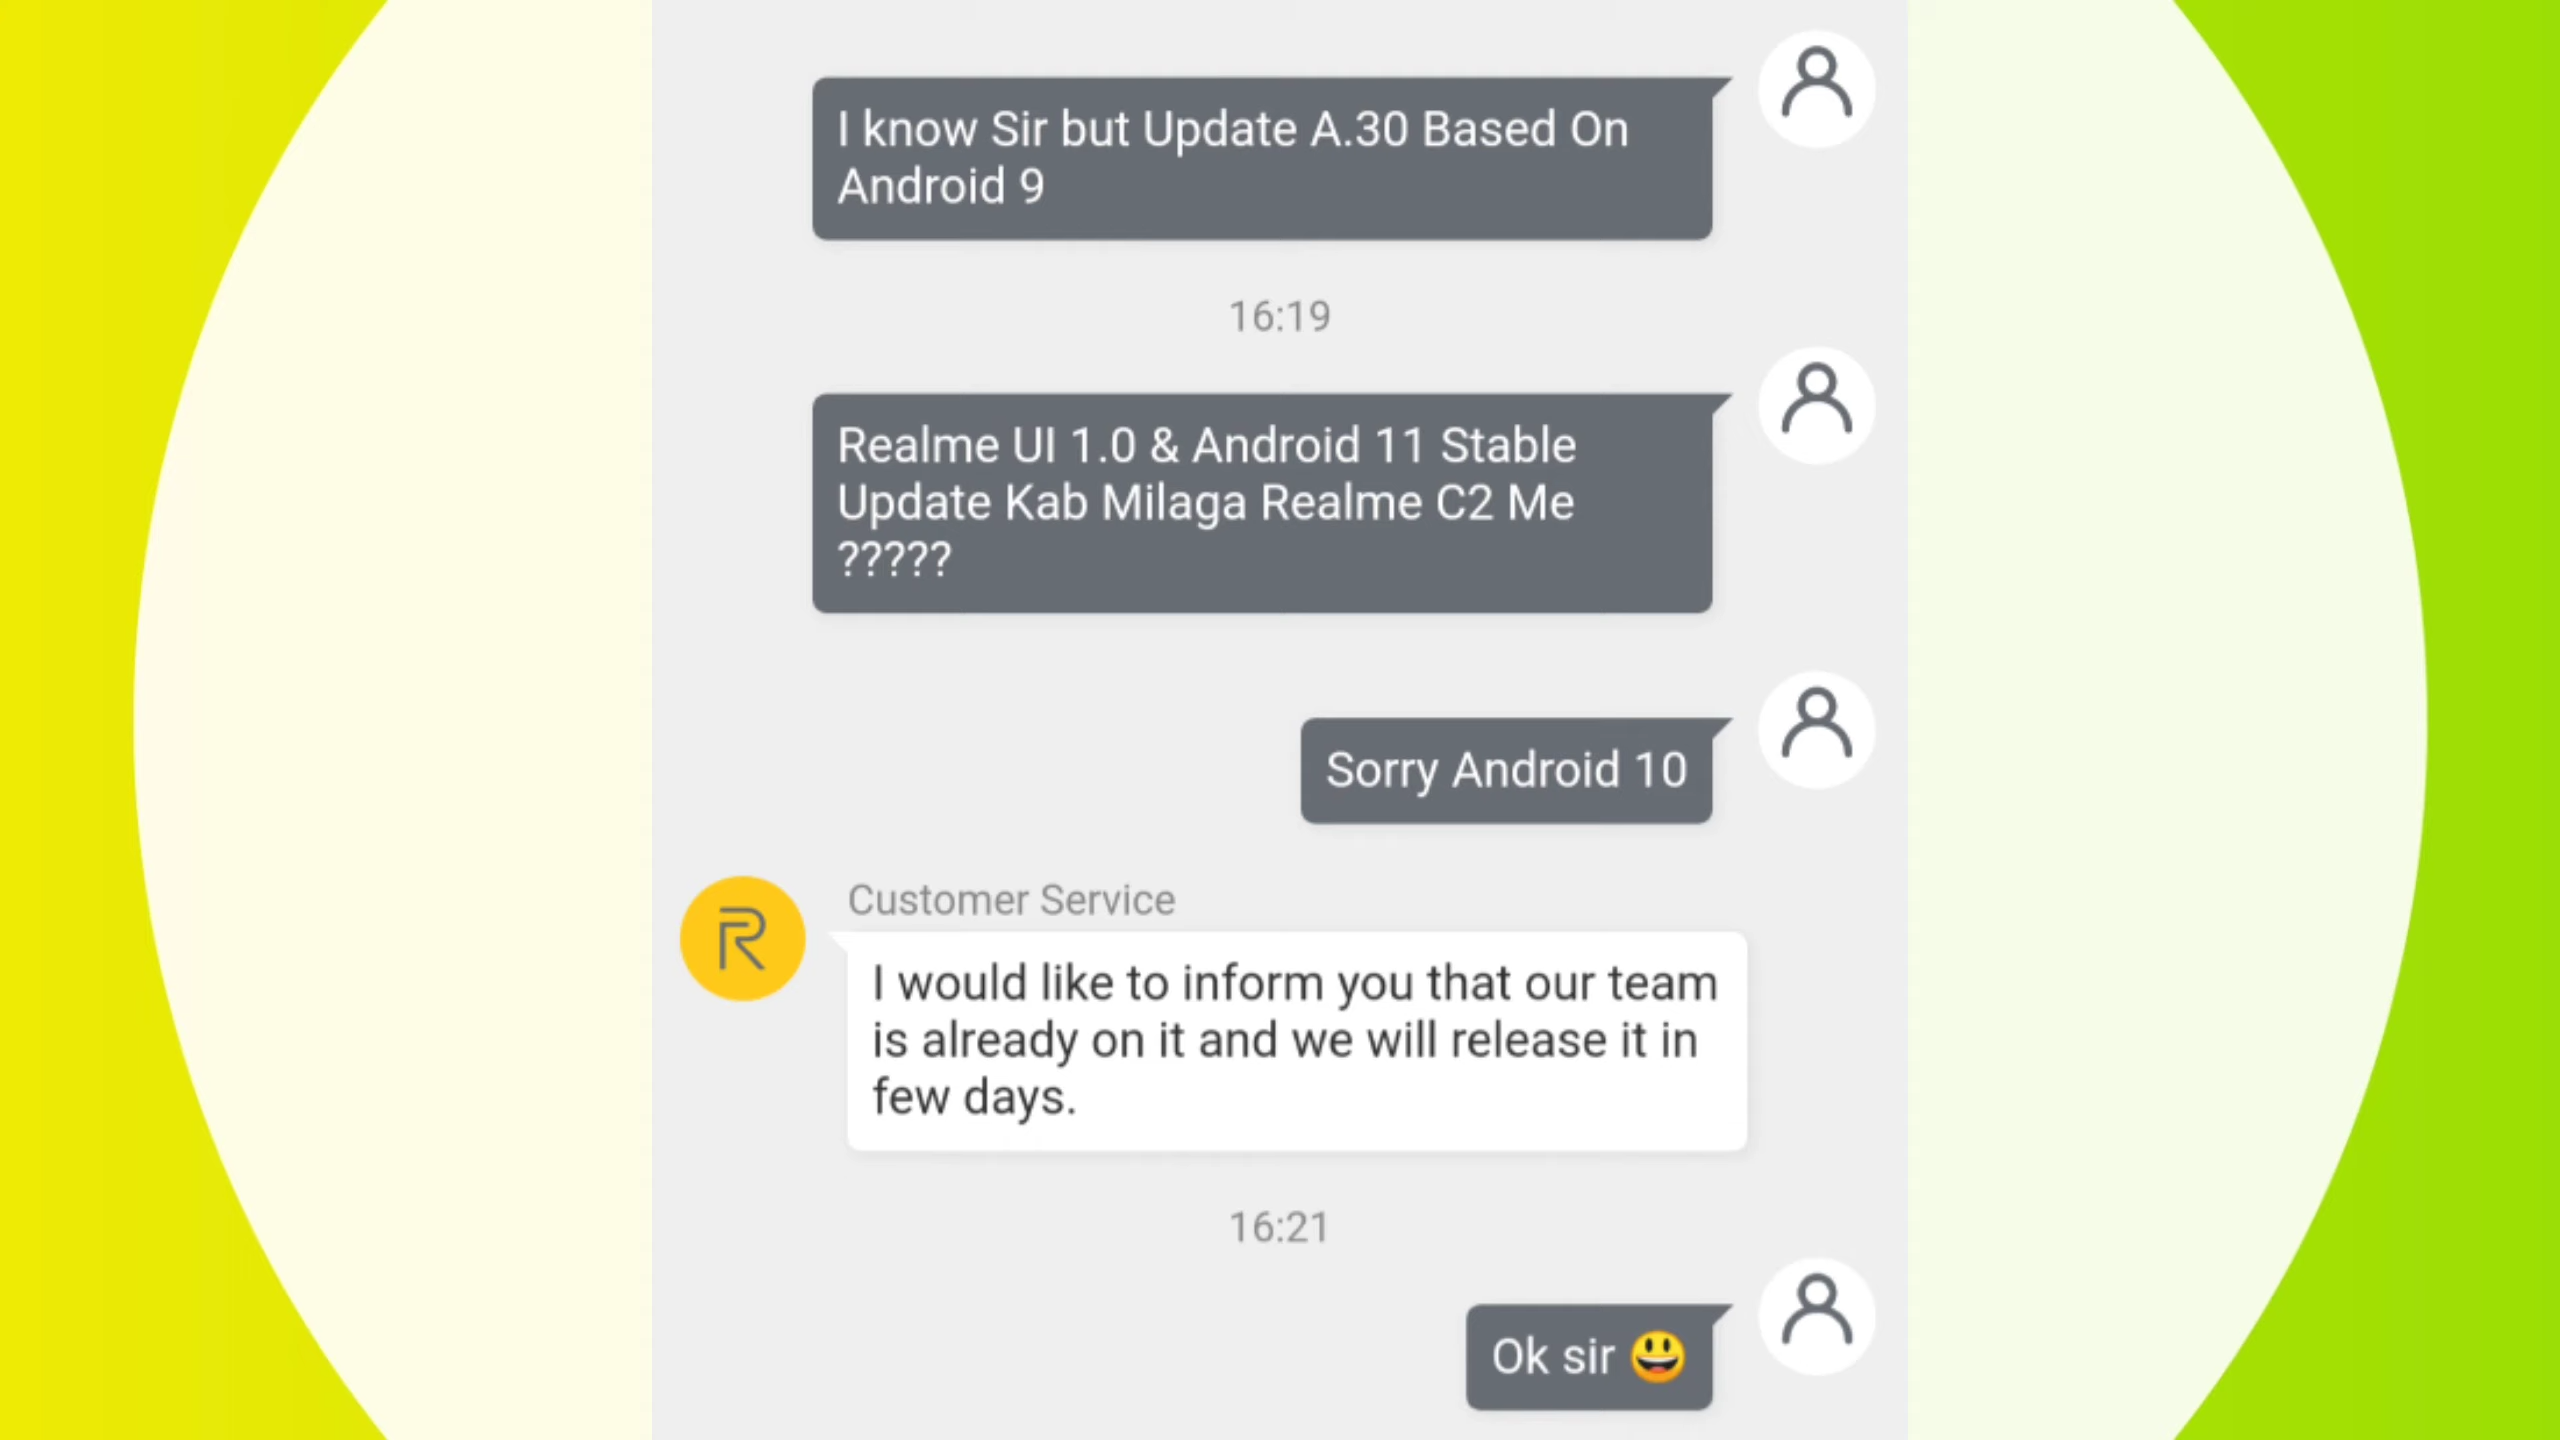 I know Sir but Update A.30 Based On
Android 9
16:19
Realme UI 1.0 & Android 11 Stable
Update Kab Milaga Realme C2 Me
?????
Sorry Android 10
Customer Service
I would like to inform you that our team
is already on it and we will release it in
few days.
16:21
Ok sir 😃